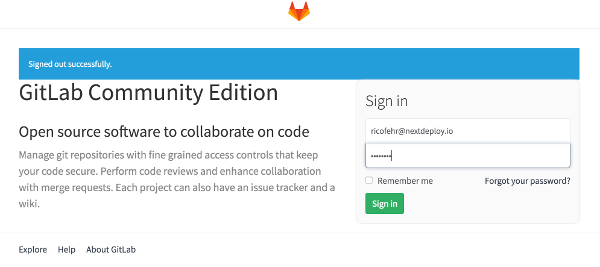 Signed out successfully.
GitLab Community Edition
Open source software to collaborate on code
Manage git repositories with fine grained access controls that keep
your code secure. Perform code reviews and enhance collaboration
with merge requests. Each project can also have an issue tracker and a
wiki.
Sign in
ricofehr@nextdeploy.io
••••••••
Remember me Forgot your password?
Sign in
Explore Help About GitLab